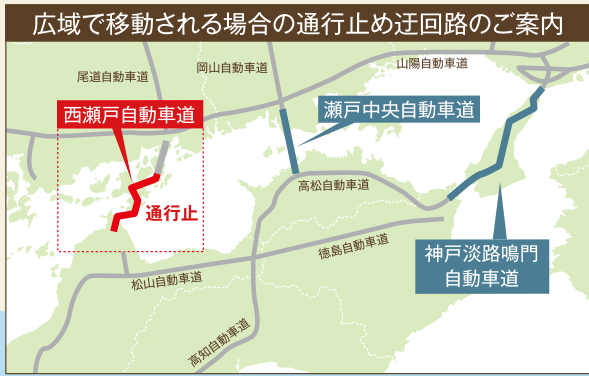 広域で移動される場合の通行止め迂回路のご案内
尾道自動車道
岡山自動車道
山陽自動車道
西瀬戸自動車道
瀬戸中央自動車道
通行止
高松自動車道
徳島自動車道
神戸淡路鳴門
自動車道
松山自動車道
高知自動車道